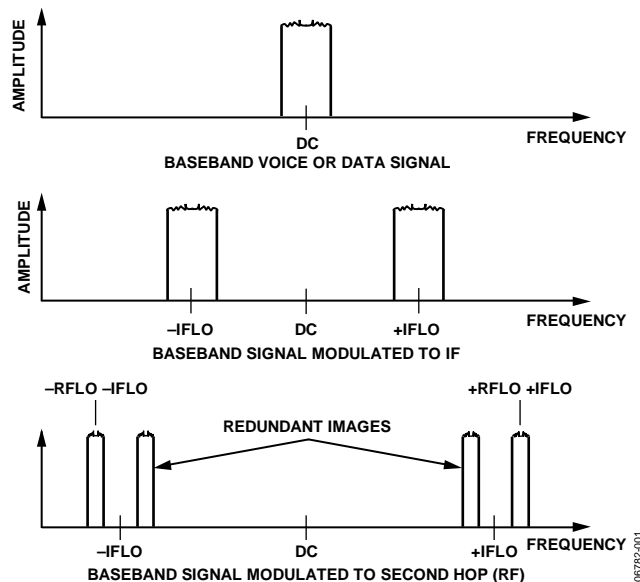 AMPLITUDE
DC
FREQUENCY
BASEBAND VOICE OR DATA SIGNAL
AMPLITUDE
–IFLO
DC
+IFLO
FREQUENCY
BASEBAND SIGNAL MODULATED TO IF
–RFLO –IFLO
+RFLO +IFLO
REDUNDANT IMAGES
–IFLO
DC
+IFLO
FREQUENCY
BASEBAND SIGNAL MODULATED TO SECOND HOP (RF)
06782-001